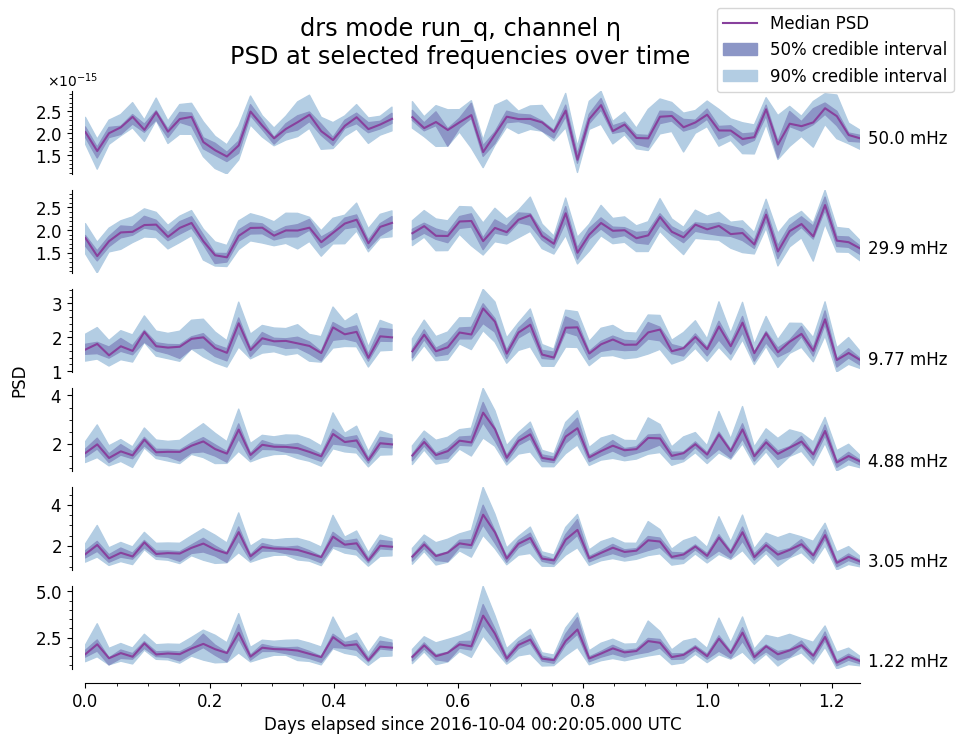 drs mode run_q, channel η
PSD at selected frequencies over time
Median PSD
50% credible interval
90% credible interval
×10−15
2.5
2.0
1.5
50.0 mHz
2.5
2.0
1.5
29.9 mHz
3
2
1
9.77 mHz
PSD
4
2
4.88 mHz
4
2
3.05 mHz
5.0
2.5
1.22 mHz
0.0 0.2 0.4 0.6 0.8 1.0 1.2
Days elapsed since 2016-10-04 00:20:05.000 UTC